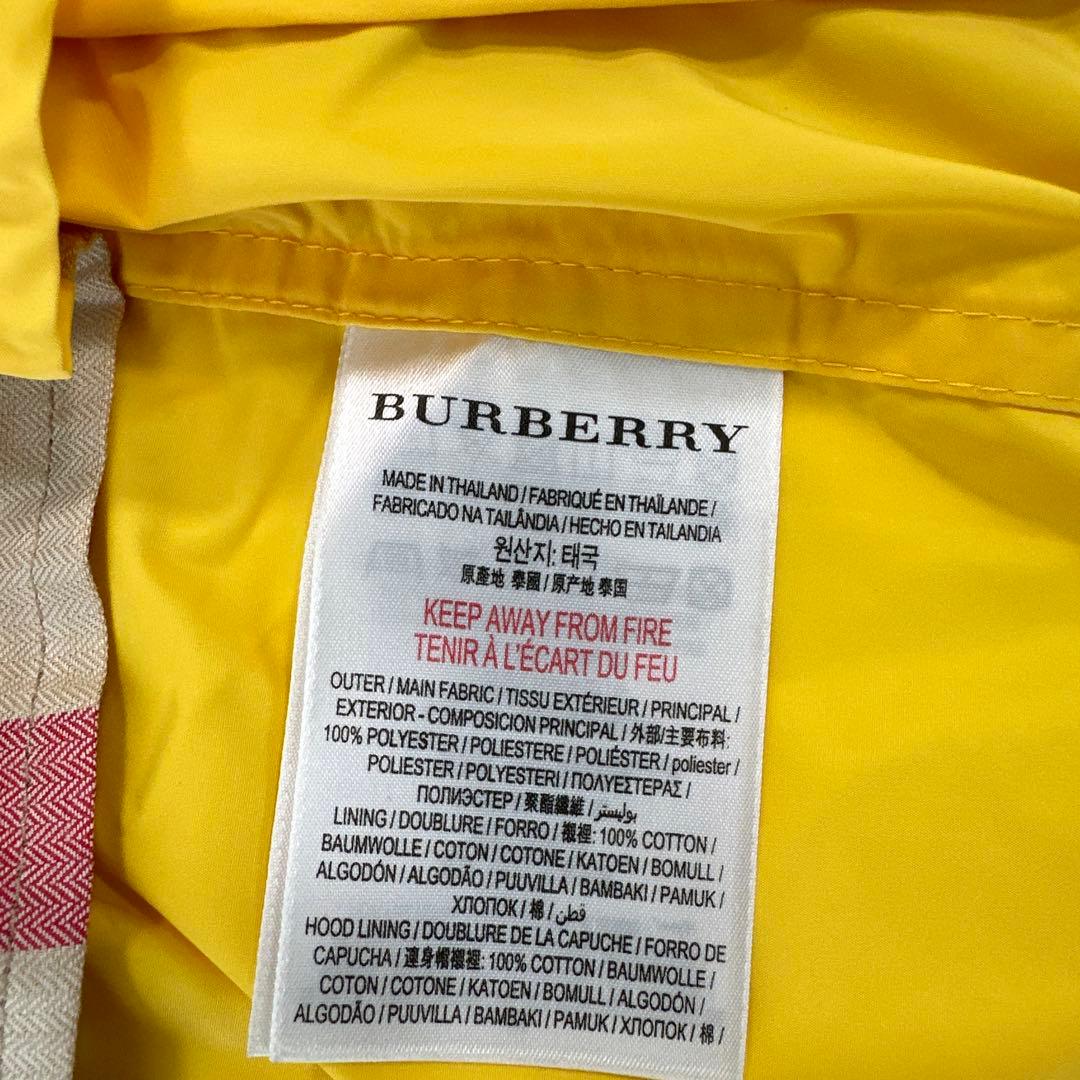 BURBERRY
MADE IN THAILAND / FABRIQUÉ EN THAÏLANDE /
FABRICADO NA TAILÂNDIA / HECHO EN TAILANDIA
원산지: 태국
原產地 泰國 / 原产地 泰国
KEEP AWAY FROM FIRE
TENIR À L'ÉCART DU FEU
OUTER / MAIN FABRIC / TISSU EXTÉRIEUR / PRINCIPAL /
EXTERIOR - COMPOSICION PRINCIPAL / 外部/主要布料:
100% POLYESTER / POLIESTERE / POLIÉSTER / poliester /
POLIESTER / POLYESTERI / ΠΟΛΥΕΣΤΕΡΑΣ /
ПОЛИЭСТЕР / 聚酯纖維 / بوليستر
LINING / DOUBLURE / FORRO / 襯裡: 100% COTTON /
BAUMWOLLE / COTON / COTONE / KATOEN / BOMULL /
ALGODÓN / ALGODÃO / PUUVILLA / BAMBAKI / PAMUK /
ХЛОПОК / 棉 / قطن
HOOD LINING / DOUBLURE DE LA CAPUCHE / FORRO DE
CAPUCHA / 連身帽襯裡: 100% COTTON / BAUMWOLLE /
COTON / COTONE / KATOEN / BOMULL / ALGODÓN /
ALGODÃO / PUUVILLA / BAMBAKI / PAMUK / ХЛОПОК / 棉 /